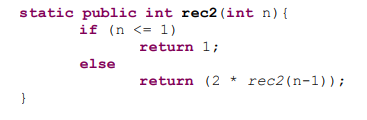 static public int rec2(int n){
if (n <= 1)
return 1;
else
return (2 * rec2(n-1));
}